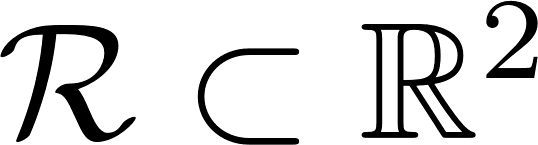 ℛ ⊂ ℝ²